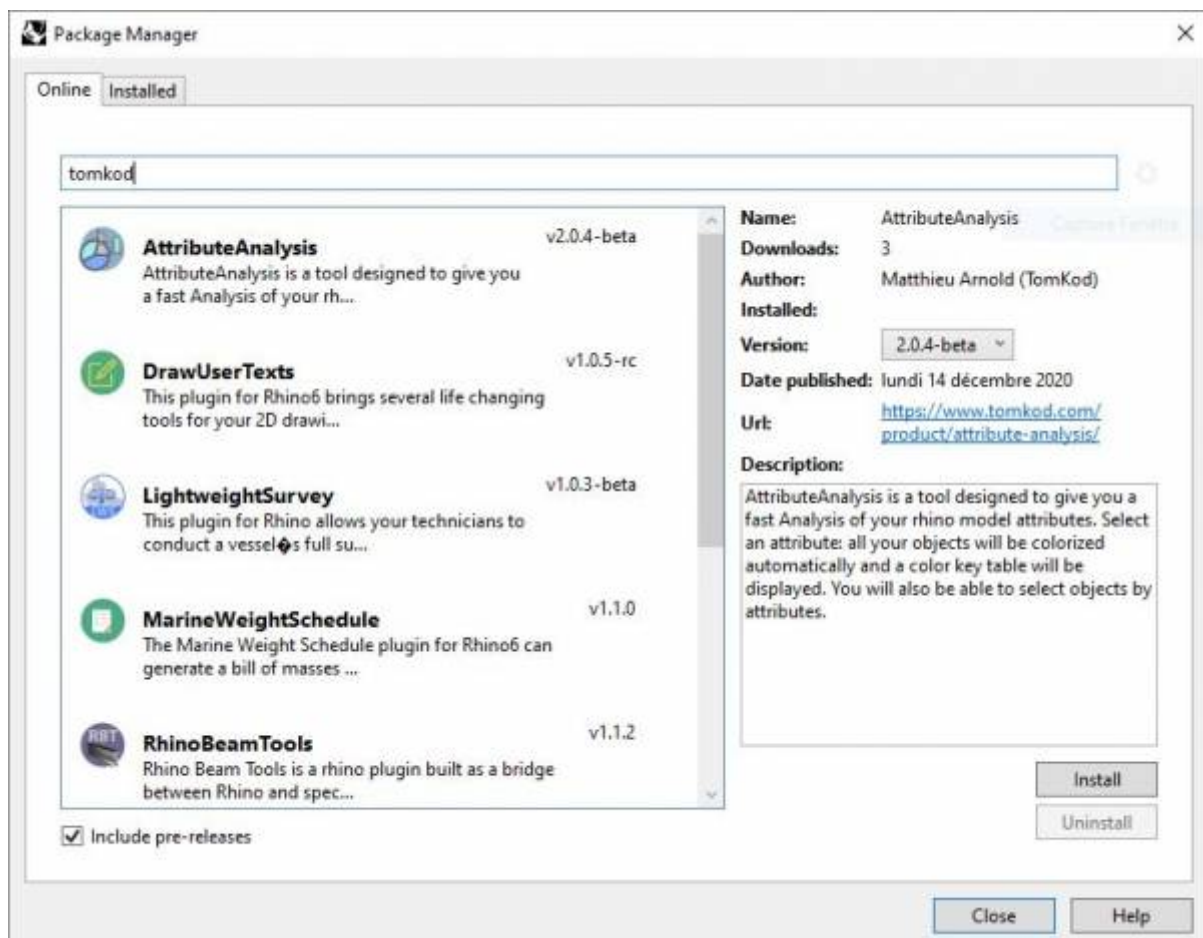 Package Manager
Online Installed
tomkod
AttributeAnalysis v2.0.4-beta
AttributeAnalysis is a tool designed to give you
a fast Analysis of your rh...
DrawUserTexts v1.0.5-rc
This plugin for Rhino6 brings several life changing
tools for your 2D drawi...
LightweightSurvey v1.0.3-beta
This plugin for Rhino allows your technicians to
conduct a vessel�s full su...
MarineWeightSchedule v1.1.0
The Marine Weight Schedule plugin for Rhino6 can
generate a bill of masses ...
RBT
RhinoBeamTools v1.1.2
Rhino Beam Tools is a rhino plugin built as a bridge
between Rhino and spec...
Include pre-releases
Name: AttributeAnalysis
Downloads: 3
Author: Matthieu Arnold (TomKod)
Installed:
Version: 2.0.4-beta
Date published: lundi 14 décembre 2020
Url: https://www.tomkod.com/
product/attribute-analysis/
Description:
AttributeAnalysis is a tool designed to give you a
fast Analysis of your rhino model attributes. Select
an attribute: all your objects will be colorized
automatically and a color key table will be
displayed. You will also be able to select objects by
attributes.
Install
Uninstall
Close Help